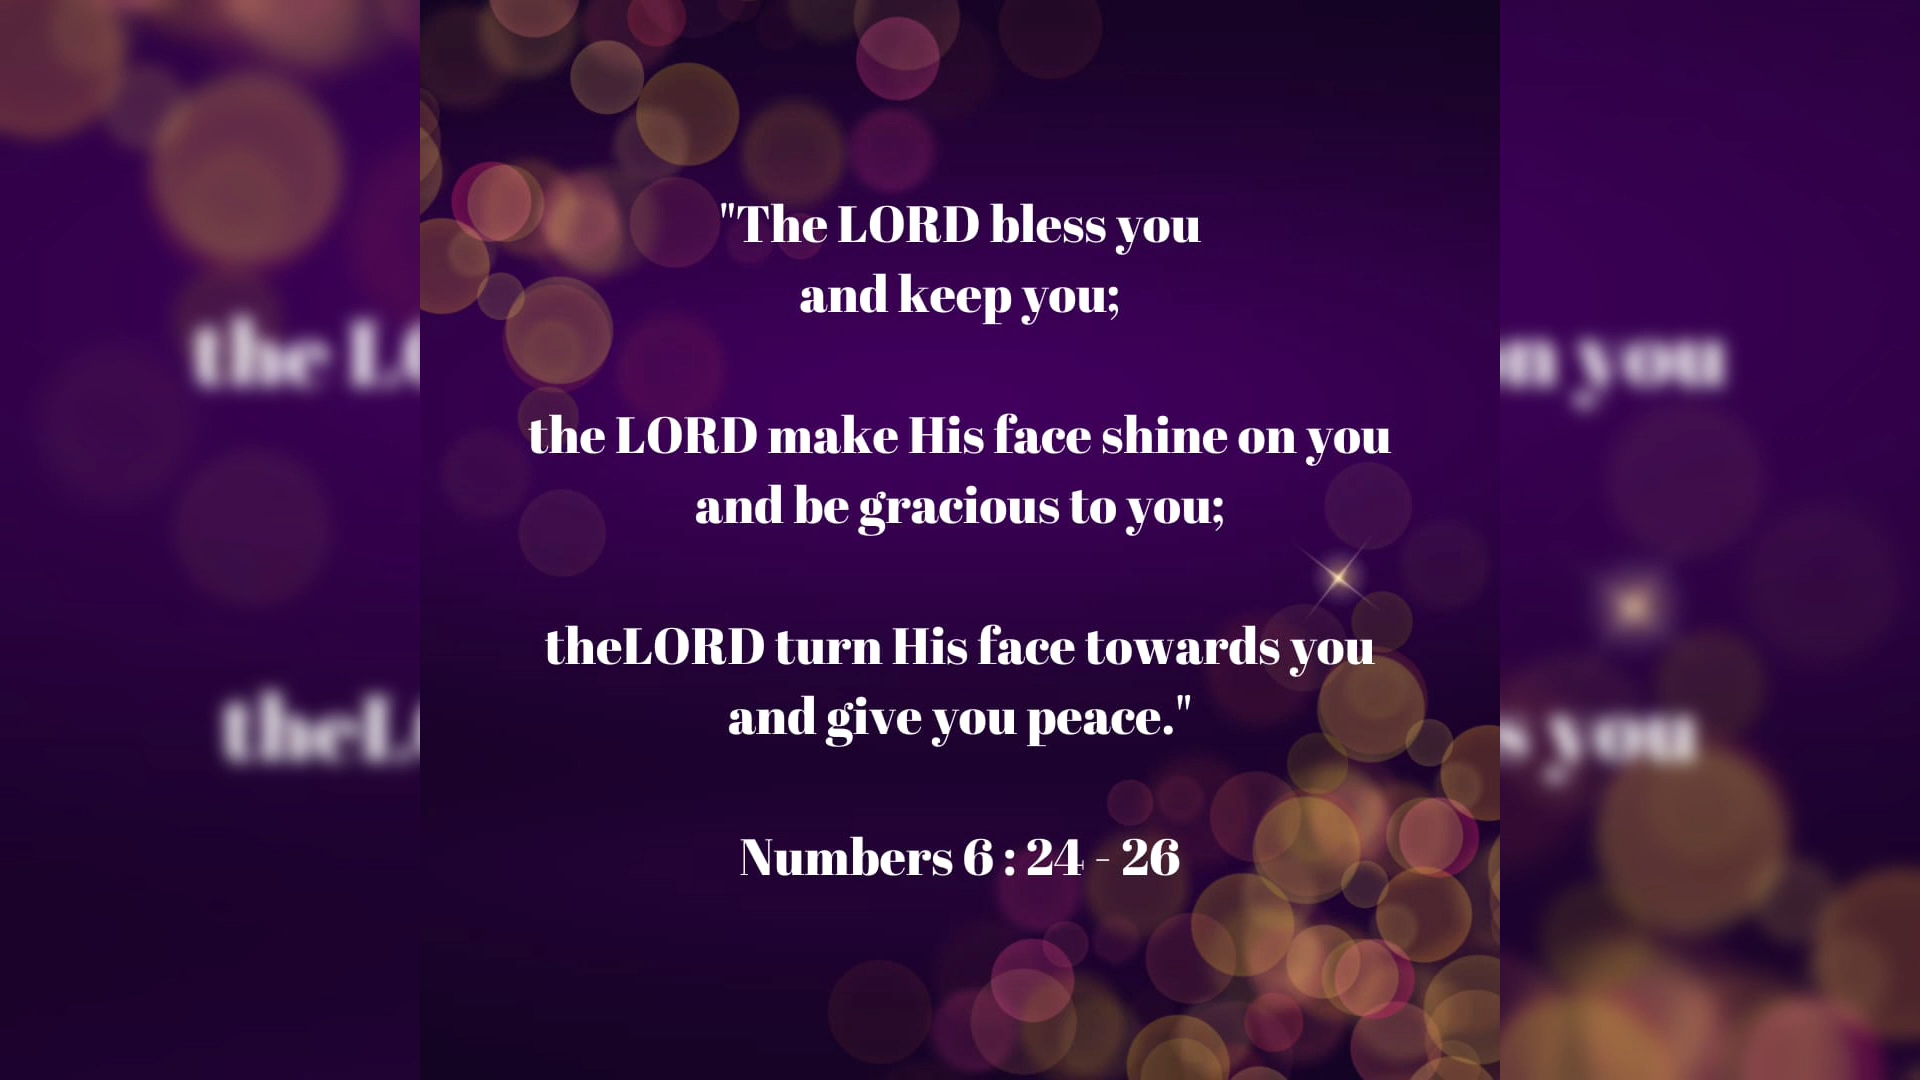 "The LORD bless you
and keep you;
the LORD make His face shine on you
and be gracious to you;
theLORD turn His face towards you
and give you peace."
Numbers 6 : 24 - 26